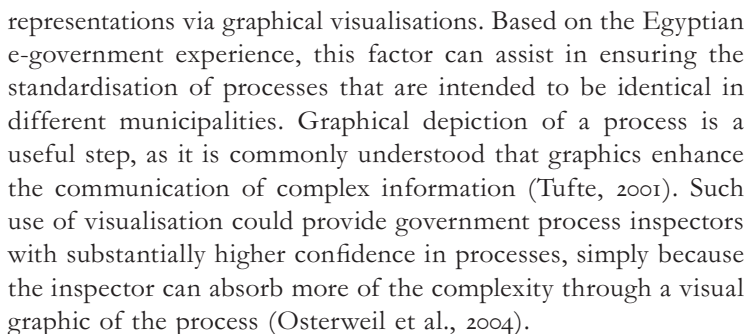 representations via graphical visualisations. Based on the Egyptian
e-government experience, this factor can assist in ensuring the
standardisation of processes that are intended to be identical in
different municipalities. Graphical depiction of a process is a
useful step, as it is commonly understood that graphics enhance
the communication of complex information (Tufte, 2001). Such
use of visualisation could provide government process inspectors
with substantially higher confidence in processes, simply because
the inspector can absorb more of the complexity through a visual
graphic of the process (Osterweil et al., 2004).